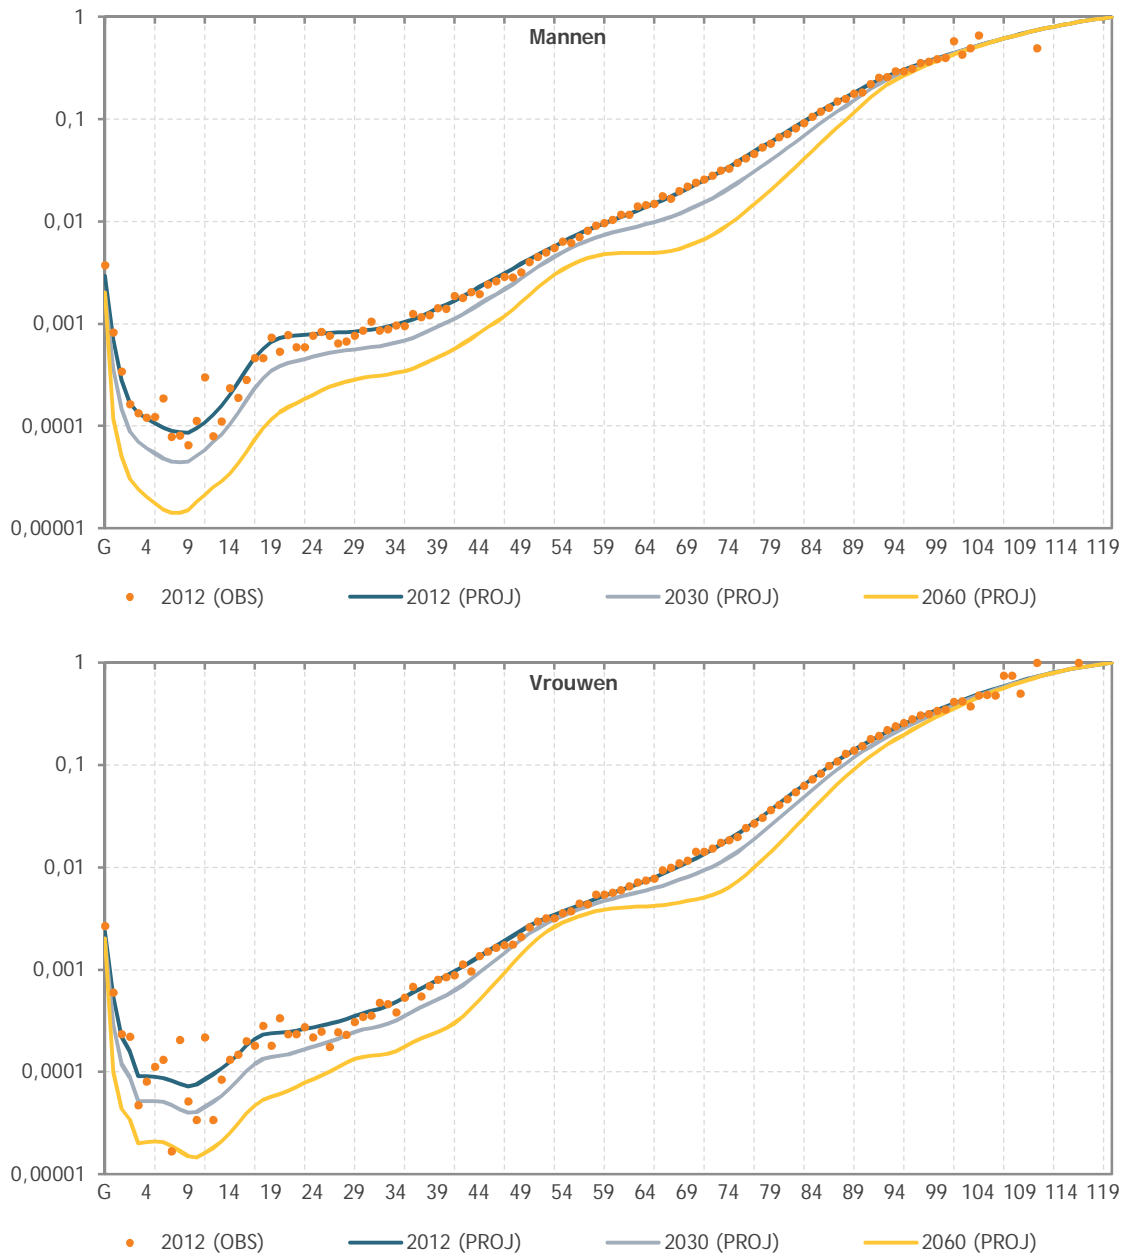 Mannen
1
0,1
0,01
0,001
0,0001
0,00001
G 4 9 14 19 24 29 34 39 44 49 54 59 64 69 74 79 84 89 94 99 104 109 114 119
2012 (OBS) 2012 (PROJ) 2030 (PROJ) 2060 (PROJ)
Vrouwen
1
0,1
0,01
0,001
0,0001
0,00001
G 4 9 14 19 24 29 34 39 44 49 54 59 64 69 74 79 84 89 94 99 104 109 114 119
2012 (OBS) 2012 (PROJ) 2030 (PROJ) 2060 (PROJ)